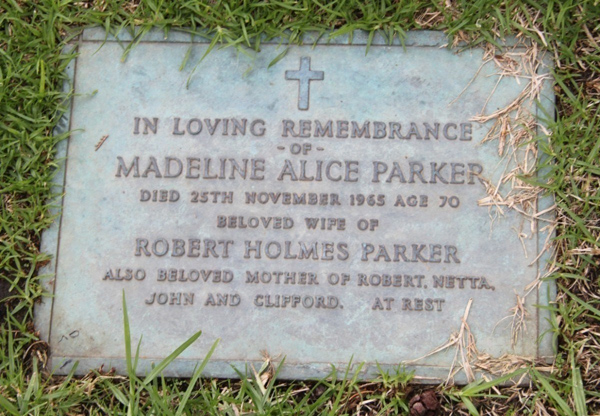 IN LOVING REMEMBRANCE
- OF -
MADELINE ALICE PARKER
DIED 25TH NOVEMBER 1965 AGE 70
BELOVED WIFE OF
ROBERT HOLMES PARKER
ALSO BELOVED MOTHER OF ROBERT, NETTA,
JOHN AND CLIFFORD. AT REST